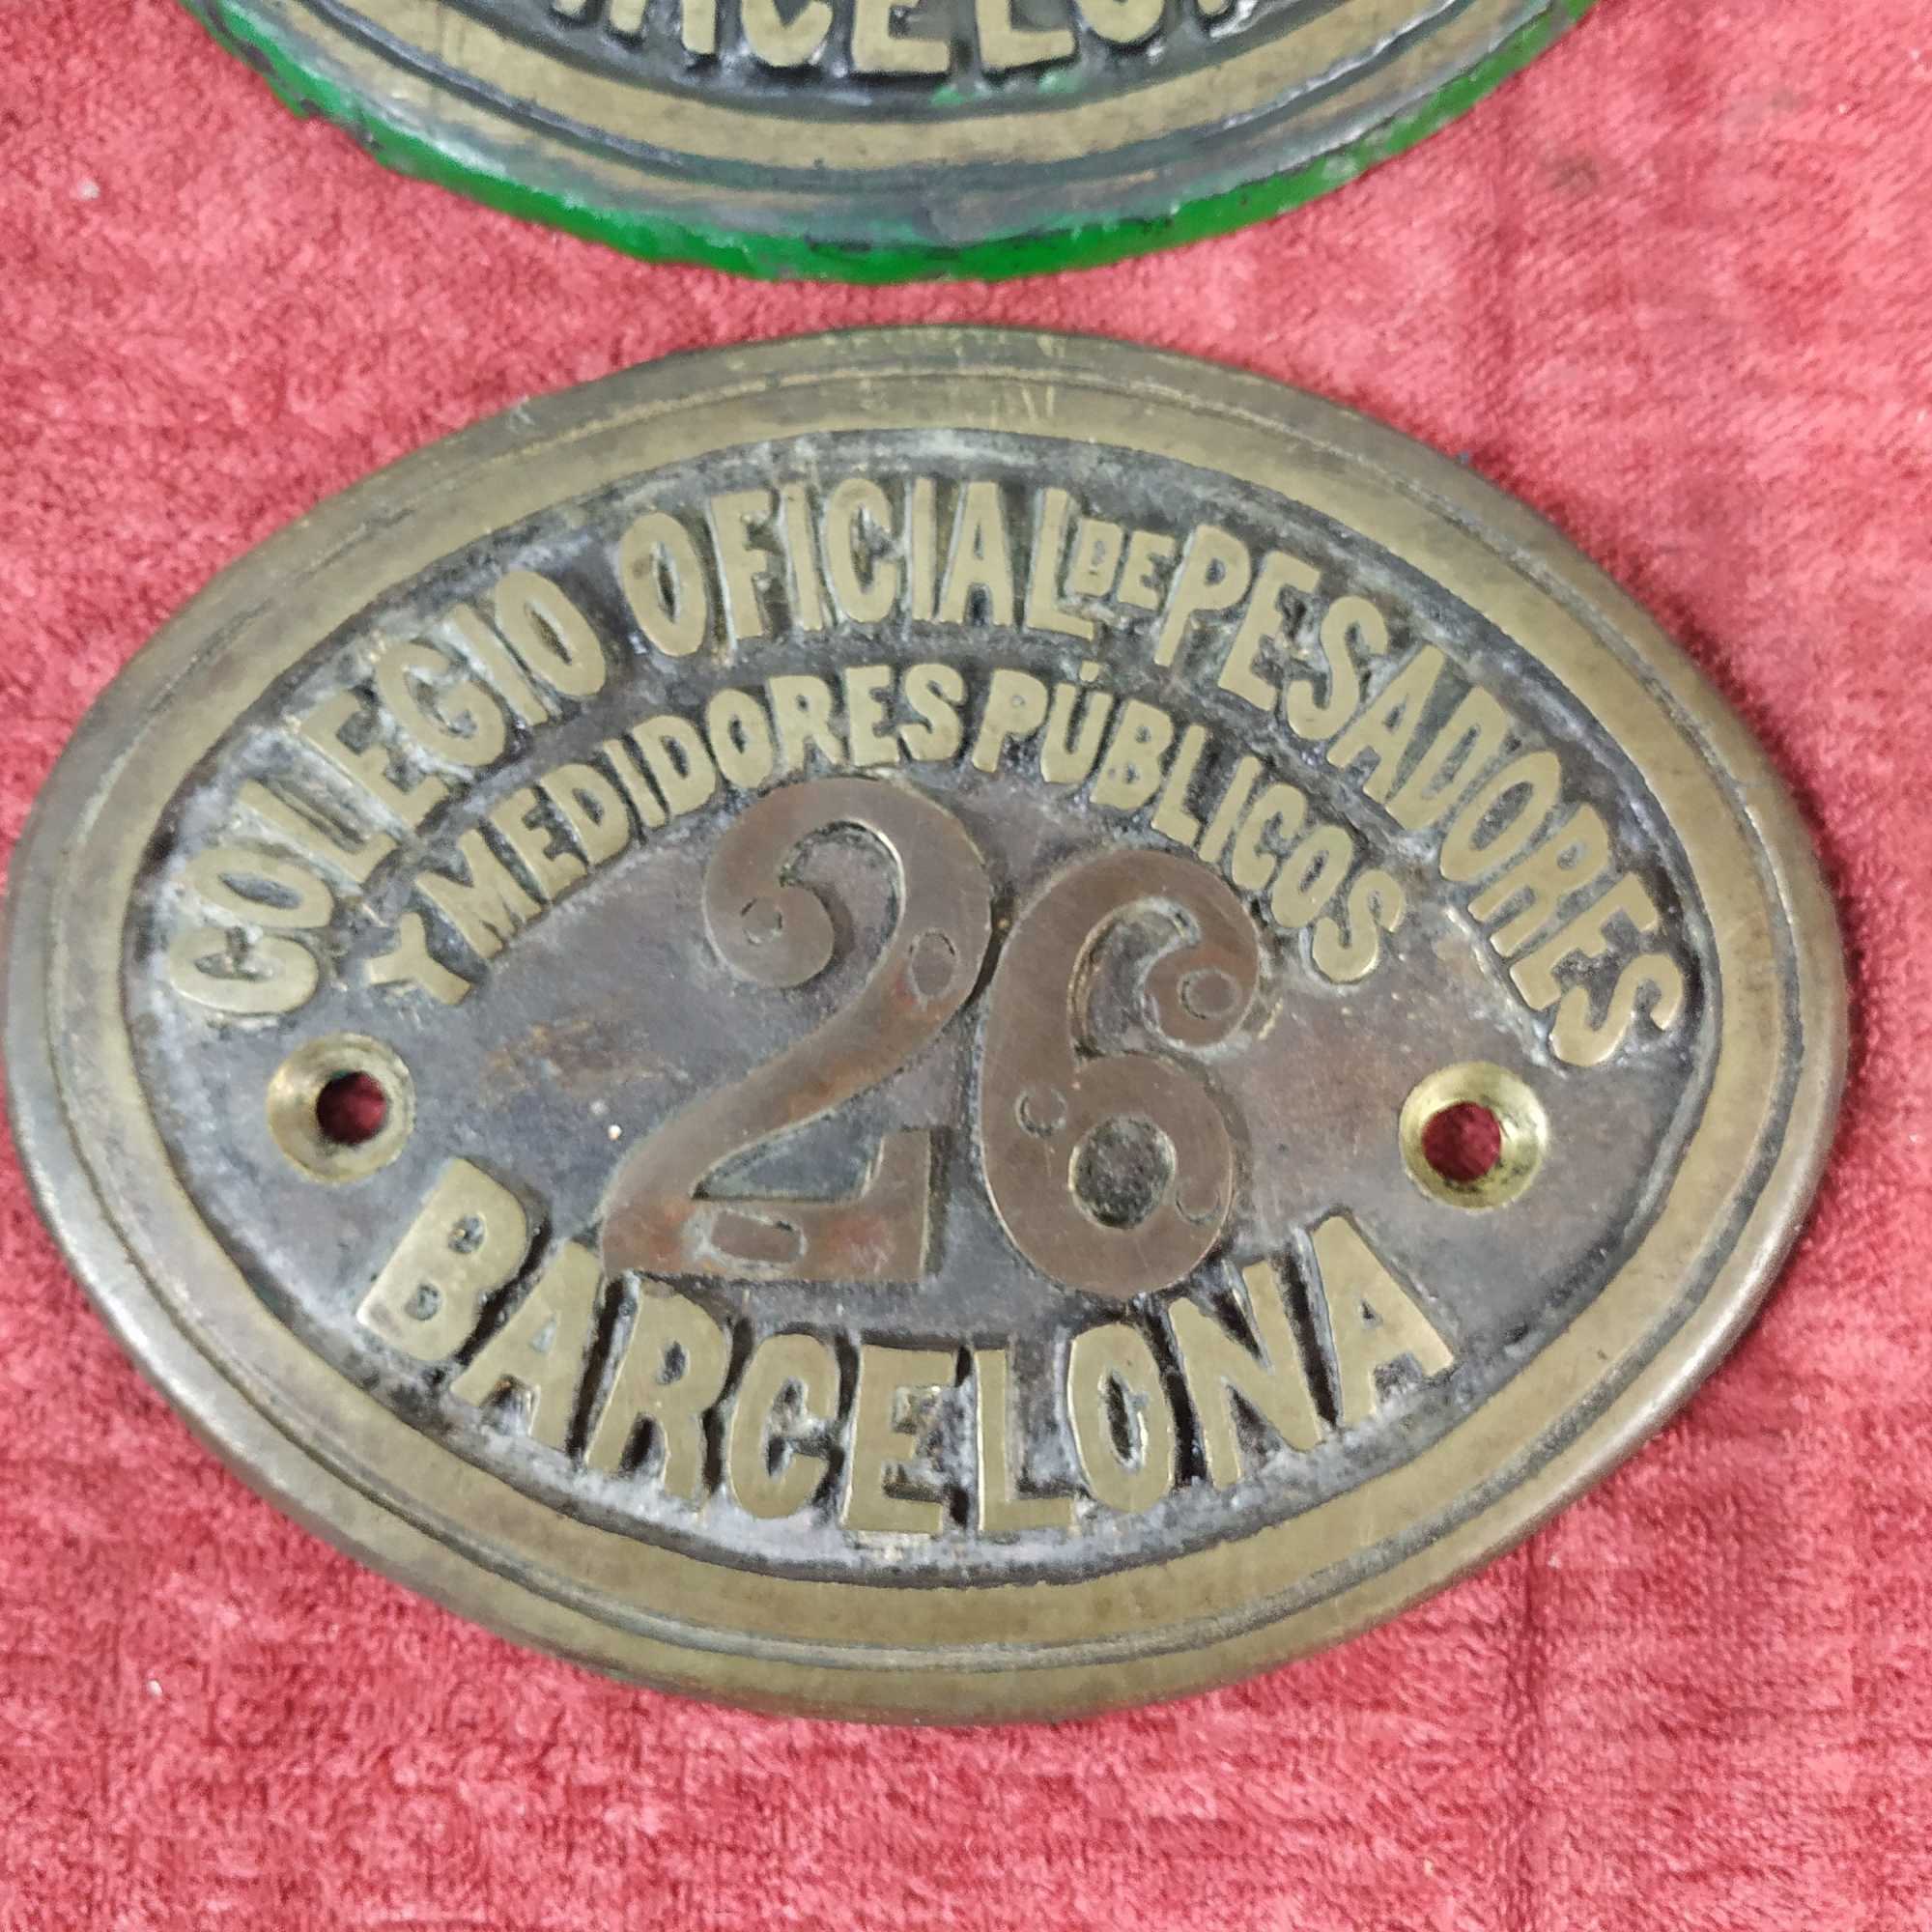 COLEGIO OFICIAL DE PESADORES
Y MEDIDORES PÚBLICOS
26
BARCELONA